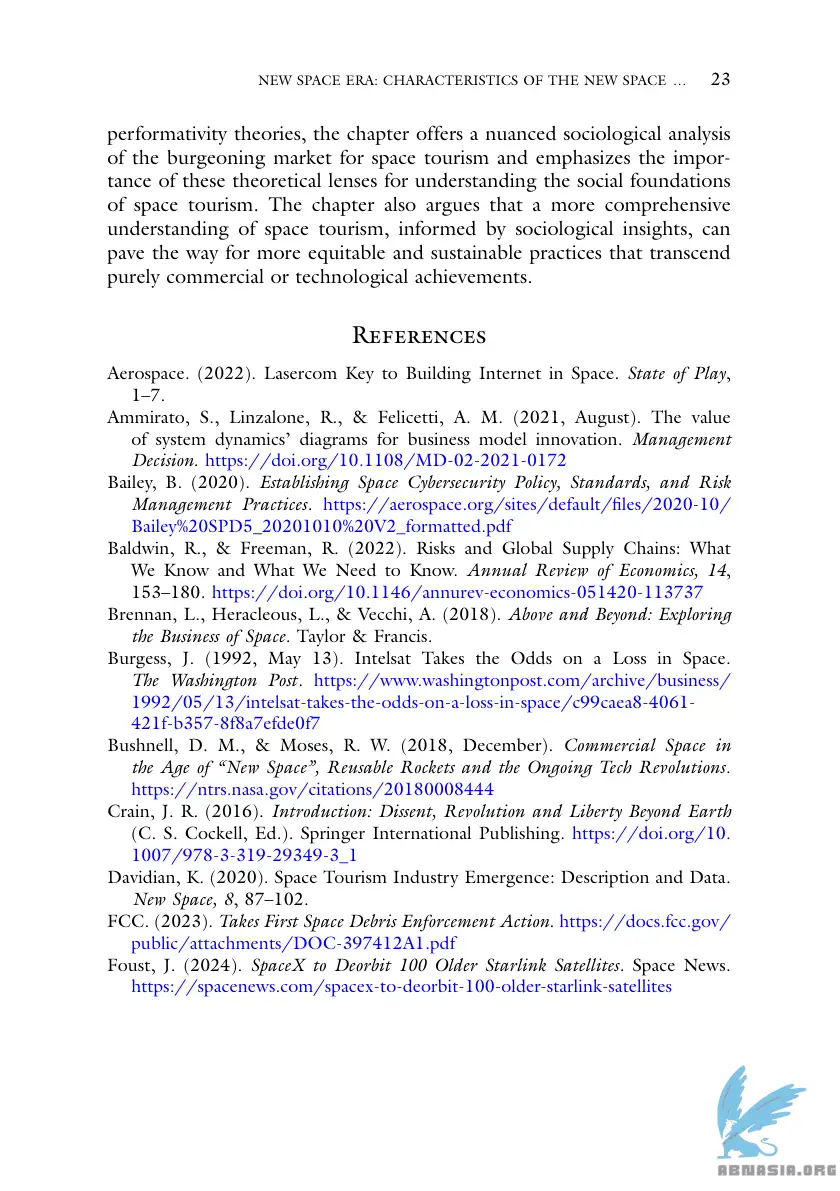 NEW SPACE ERA: CHARACTERISTICS OF THE NEW SPACE … 23
performativity theories, the chapter offers a nuanced sociological analysis
of the burgeoning market for space tourism and emphasizes the impor-
tance of these theoretical lenses for understanding the social foundations
of space tourism. The chapter also argues that a more comprehensive
understanding of space tourism, informed by sociological insights, can
pave the way for more equitable and sustainable practices that transcend
purely commercial or technological achievements.
References
Aerospace. (2022). Lasercom Key to Building Internet in Space. State of Play,
1–7.
Ammirato, S., Linzalone, R., & Felicetti, A. M. (2021, August). The value
of system dynamics’ diagrams for business model innovation. Management
Decision. https://doi.org/10.1108/MD-02-2021-0172
Bailey, B. (2020). Establishing Space Cybersecurity Policy, Standards, and Risk
Management Practices. https://aerospace.org/sites/default/files/2020-10/
Bailey%20SPD5_20201010%20V2_formatted.pdf
Baldwin, R., & Freeman, R. (2022). Risks and Global Supply Chains: What
We Know and What We Need to Know. Annual Review of Economics, 14,
153–180. https://doi.org/10.1146/annurev-economics-051420-113737
Brennan, L., Heracleous, L., & Vecchi, A. (2018). Above and Beyond: Exploring
the Business of Space. Taylor & Francis.
Burgess, J. (1992, May 13). Intelsat Takes the Odds on a Loss in Space.
The Washington Post. https://www.washingtonpost.com/archive/business/
1992/05/13/intelsat-takes-the-odds-on-a-loss-in-space/c99caea8-4061-
421f-b357-8f8a7efde0f7
Bushnell, D. M., & Moses, R. W. (2018, December). Commercial Space in
the Age of “New Space”, Reusable Rockets and the Ongoing Tech Revolutions.
https://ntrs.nasa.gov/citations/20180008444
Crain, J. R. (2016). Introduction: Dissent, Revolution and Liberty Beyond Earth
(C. S. Cockell, Ed.). Springer International Publishing. https://doi.org/10.
1007/978-3-319-29349-3_1
Davidian, K. (2020). Space Tourism Industry Emergence: Description and Data.
New Space, 8, 87–102.
FCC. (2023). Takes First Space Debris Enforcement Action. https://docs.fcc.gov/
public/attachments/DOC-397412A1.pdf
Foust, J. (2024). SpaceX to Deorbit 100 Older Starlink Satellites. Space News.
https://spacenews.com/spacex-to-deorbit-100-older-starlink-satellites
ABNASIA.ORG